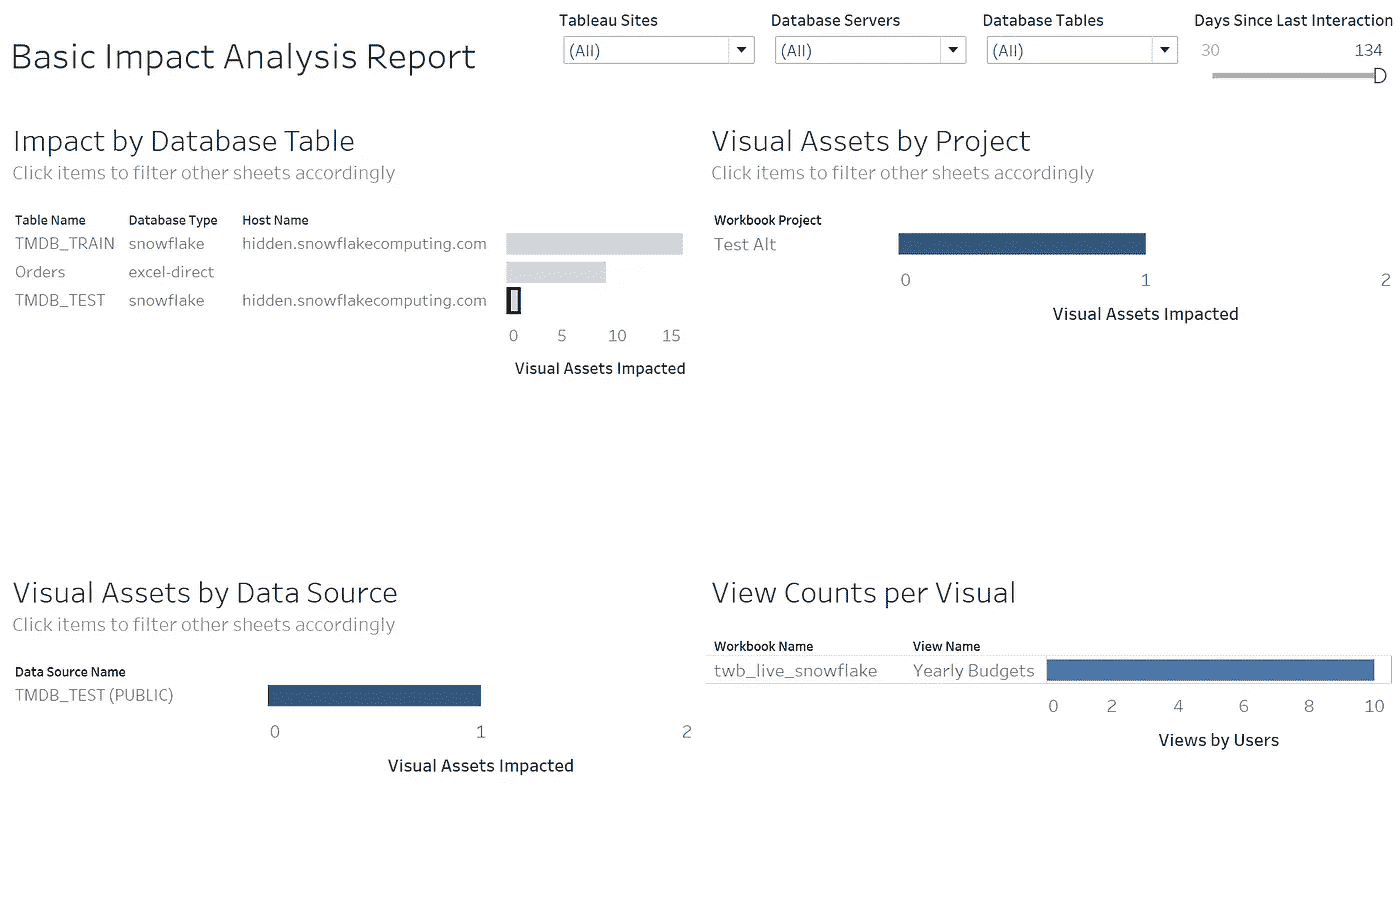 Basic Impact Analysis Report
Tableau Sites
(All)
Database Servers
(All)
Database Tables
(All)
Days Since Last Interaction
30 134
Impact by Database Table
Click items to filter other sheets accordingly
Table Name Database Type Host Name
TMDB_TRAIN snowflake hidden.snowflakecomputing.com
Orders excel-direct
TMDB_TEST snowflake hidden.snowflakecomputing.com
0 5 10 15
Visual Assets Impacted
Visual Assets by Project
Click items to filter other sheets accordingly
Workbook Project
Test Alt
0 1 2
Visual Assets Impacted
Visual Assets by Data Source
Click items to filter other sheets accordingly
Data Source Name
TMDB_TEST (PUBLIC)
0 1 2
Visual Assets Impacted
View Counts per Visual
Workbook Name View Name
twb_live_snowflake Yearly Budgets
0 2 4 6 8 10
Views by Users